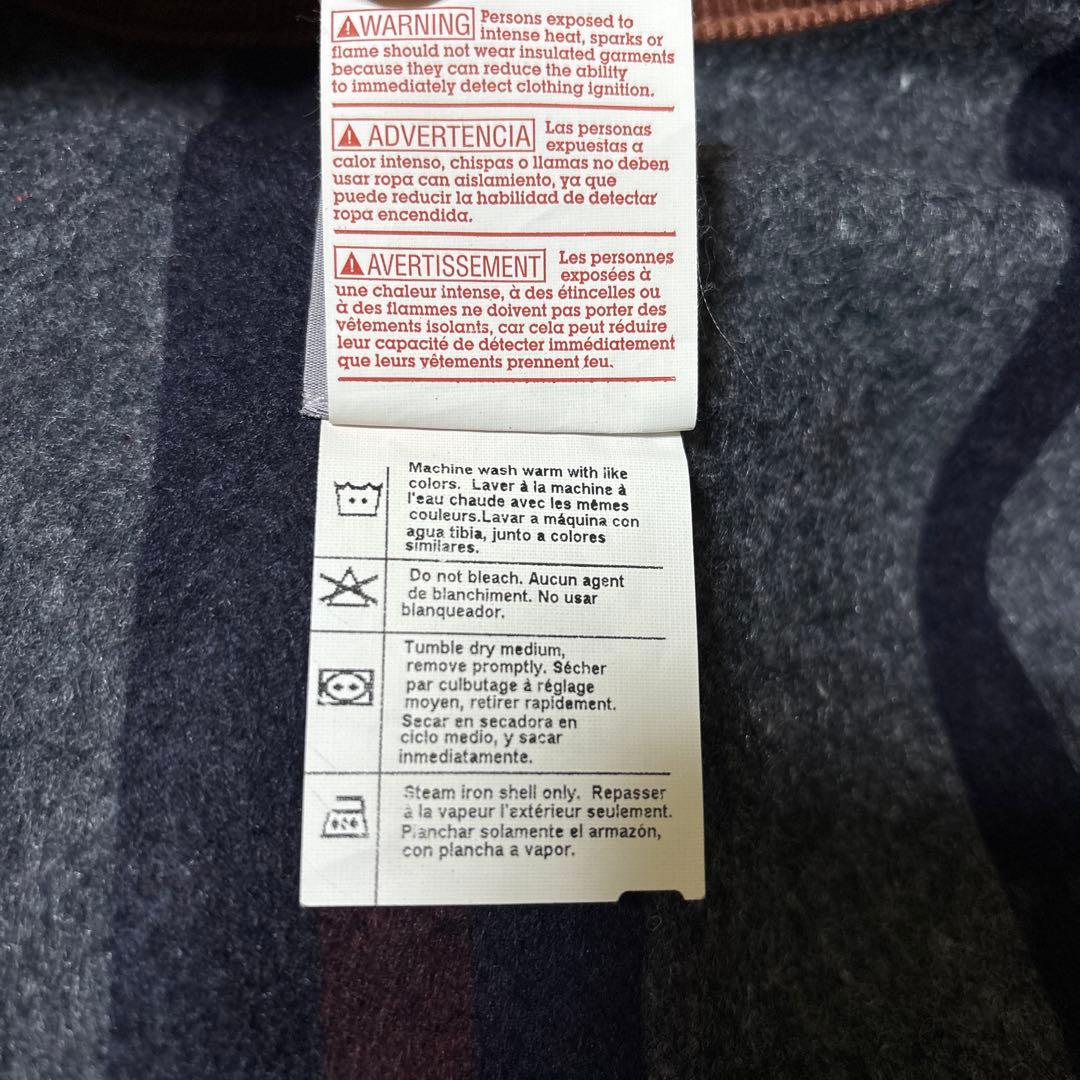 WARNING Persons exposed to
intense heat, sparks or
flame should not wear insulated garments
because they can reduce the ability
to immediately detect clothing ignition.
ADVERTENCIA Las personas
expuestas a
calor intenso, chispas o llamas no deben
usar ropa can aislamiento, ya que
puede reducir la habilidad de detectar
ropa encendida.
AVERTISSEMENT Les personnes
exposées à
une chaleur intense, à des étincelles ou
à des flammes ne doivent pas porter des
vêtements isolants, car cela peut réduire
leur capacité de détecter immédiatement
que leurs vêtements prennent feu.
Machine wash warm with like
colors. Laver à la machine à
l'eau chaude avec les mêmes
couleurs.Lavar a máquina con
agua tibia, junto a colores
similares.
Do not bleach. Aucun agent
de blanchiment. No usar
blanqueador.
Tumble dry medium,
remove promptly. Sécher
par culbutage à réglage
moyen, retirer rapidement.
Secar en secadora en
ciclo medio, y sacar
inmediatamente.
Steam iron shell only. Repasser
à la vapeur l'extérieur seulement.
Planchar solamente el armazón,
con plancha a vapor.